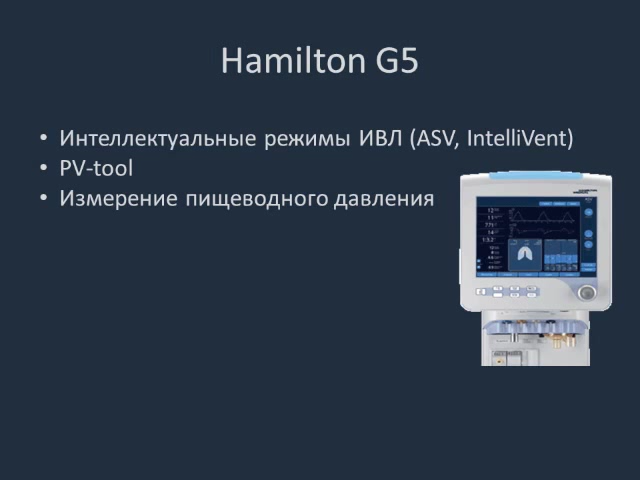 Hamilton G5
• Интеллектуальные режимы ИВЛ (ASV, IntelliVent)
• PV-tool
• Измерение пищеводного давления